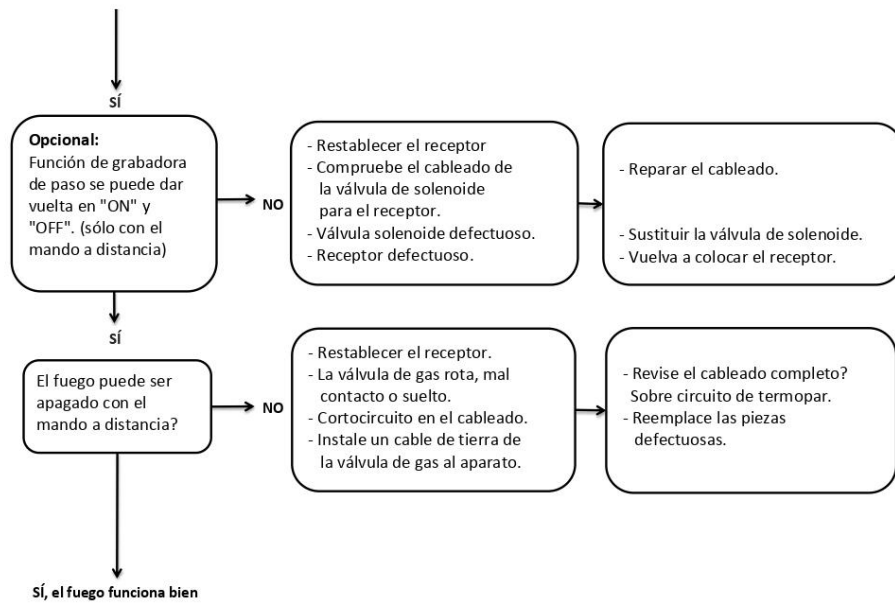 SÍ
Opcional:
Función de grabadora
de paso se puede dar
vuelta en "ON" y
"OFF". (sólo con el
mando a distancia)
NO
- Restablecer el receptor
- Compruebe el cableado de
la válvula de solenoide
para el receptor.
- Válvula solenoide defectuoso.
- Receptor defectuoso.
- Reparar el cableado.
- Sustituir la válvula de solenoide.
- Vuelva a colocar el receptor.
SÍ
El fuego puede ser
apagado con el
mando a distancia?
NO
- Restablecer el receptor.
- La válvula de gas rota, mal
contacto o suelto.
- Cortocircuito en el cableado.
- Instale un cable de tierra de
la válvula de gas al aparato.
- Revise el cableado completo?
Sobre circuito de termopar.
- Reemplace las piezas
defectuosas.
SÍ, el fuego funciona bien